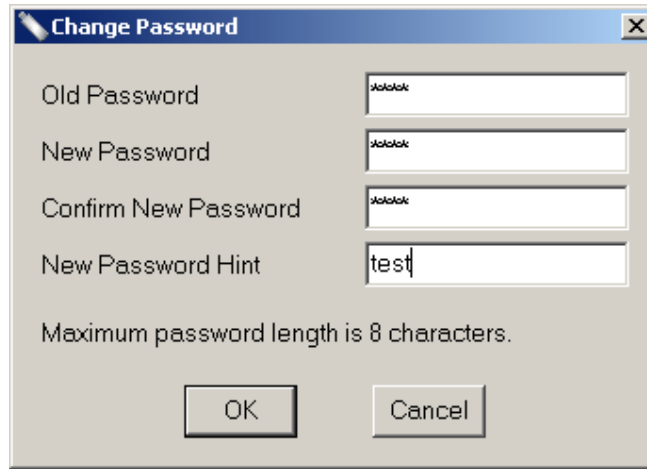 Change Password
Old Password ****
New Password ****
Confirm New Password ****
New Password Hint test
Maximum password length is 8 characters.
OK Cancel